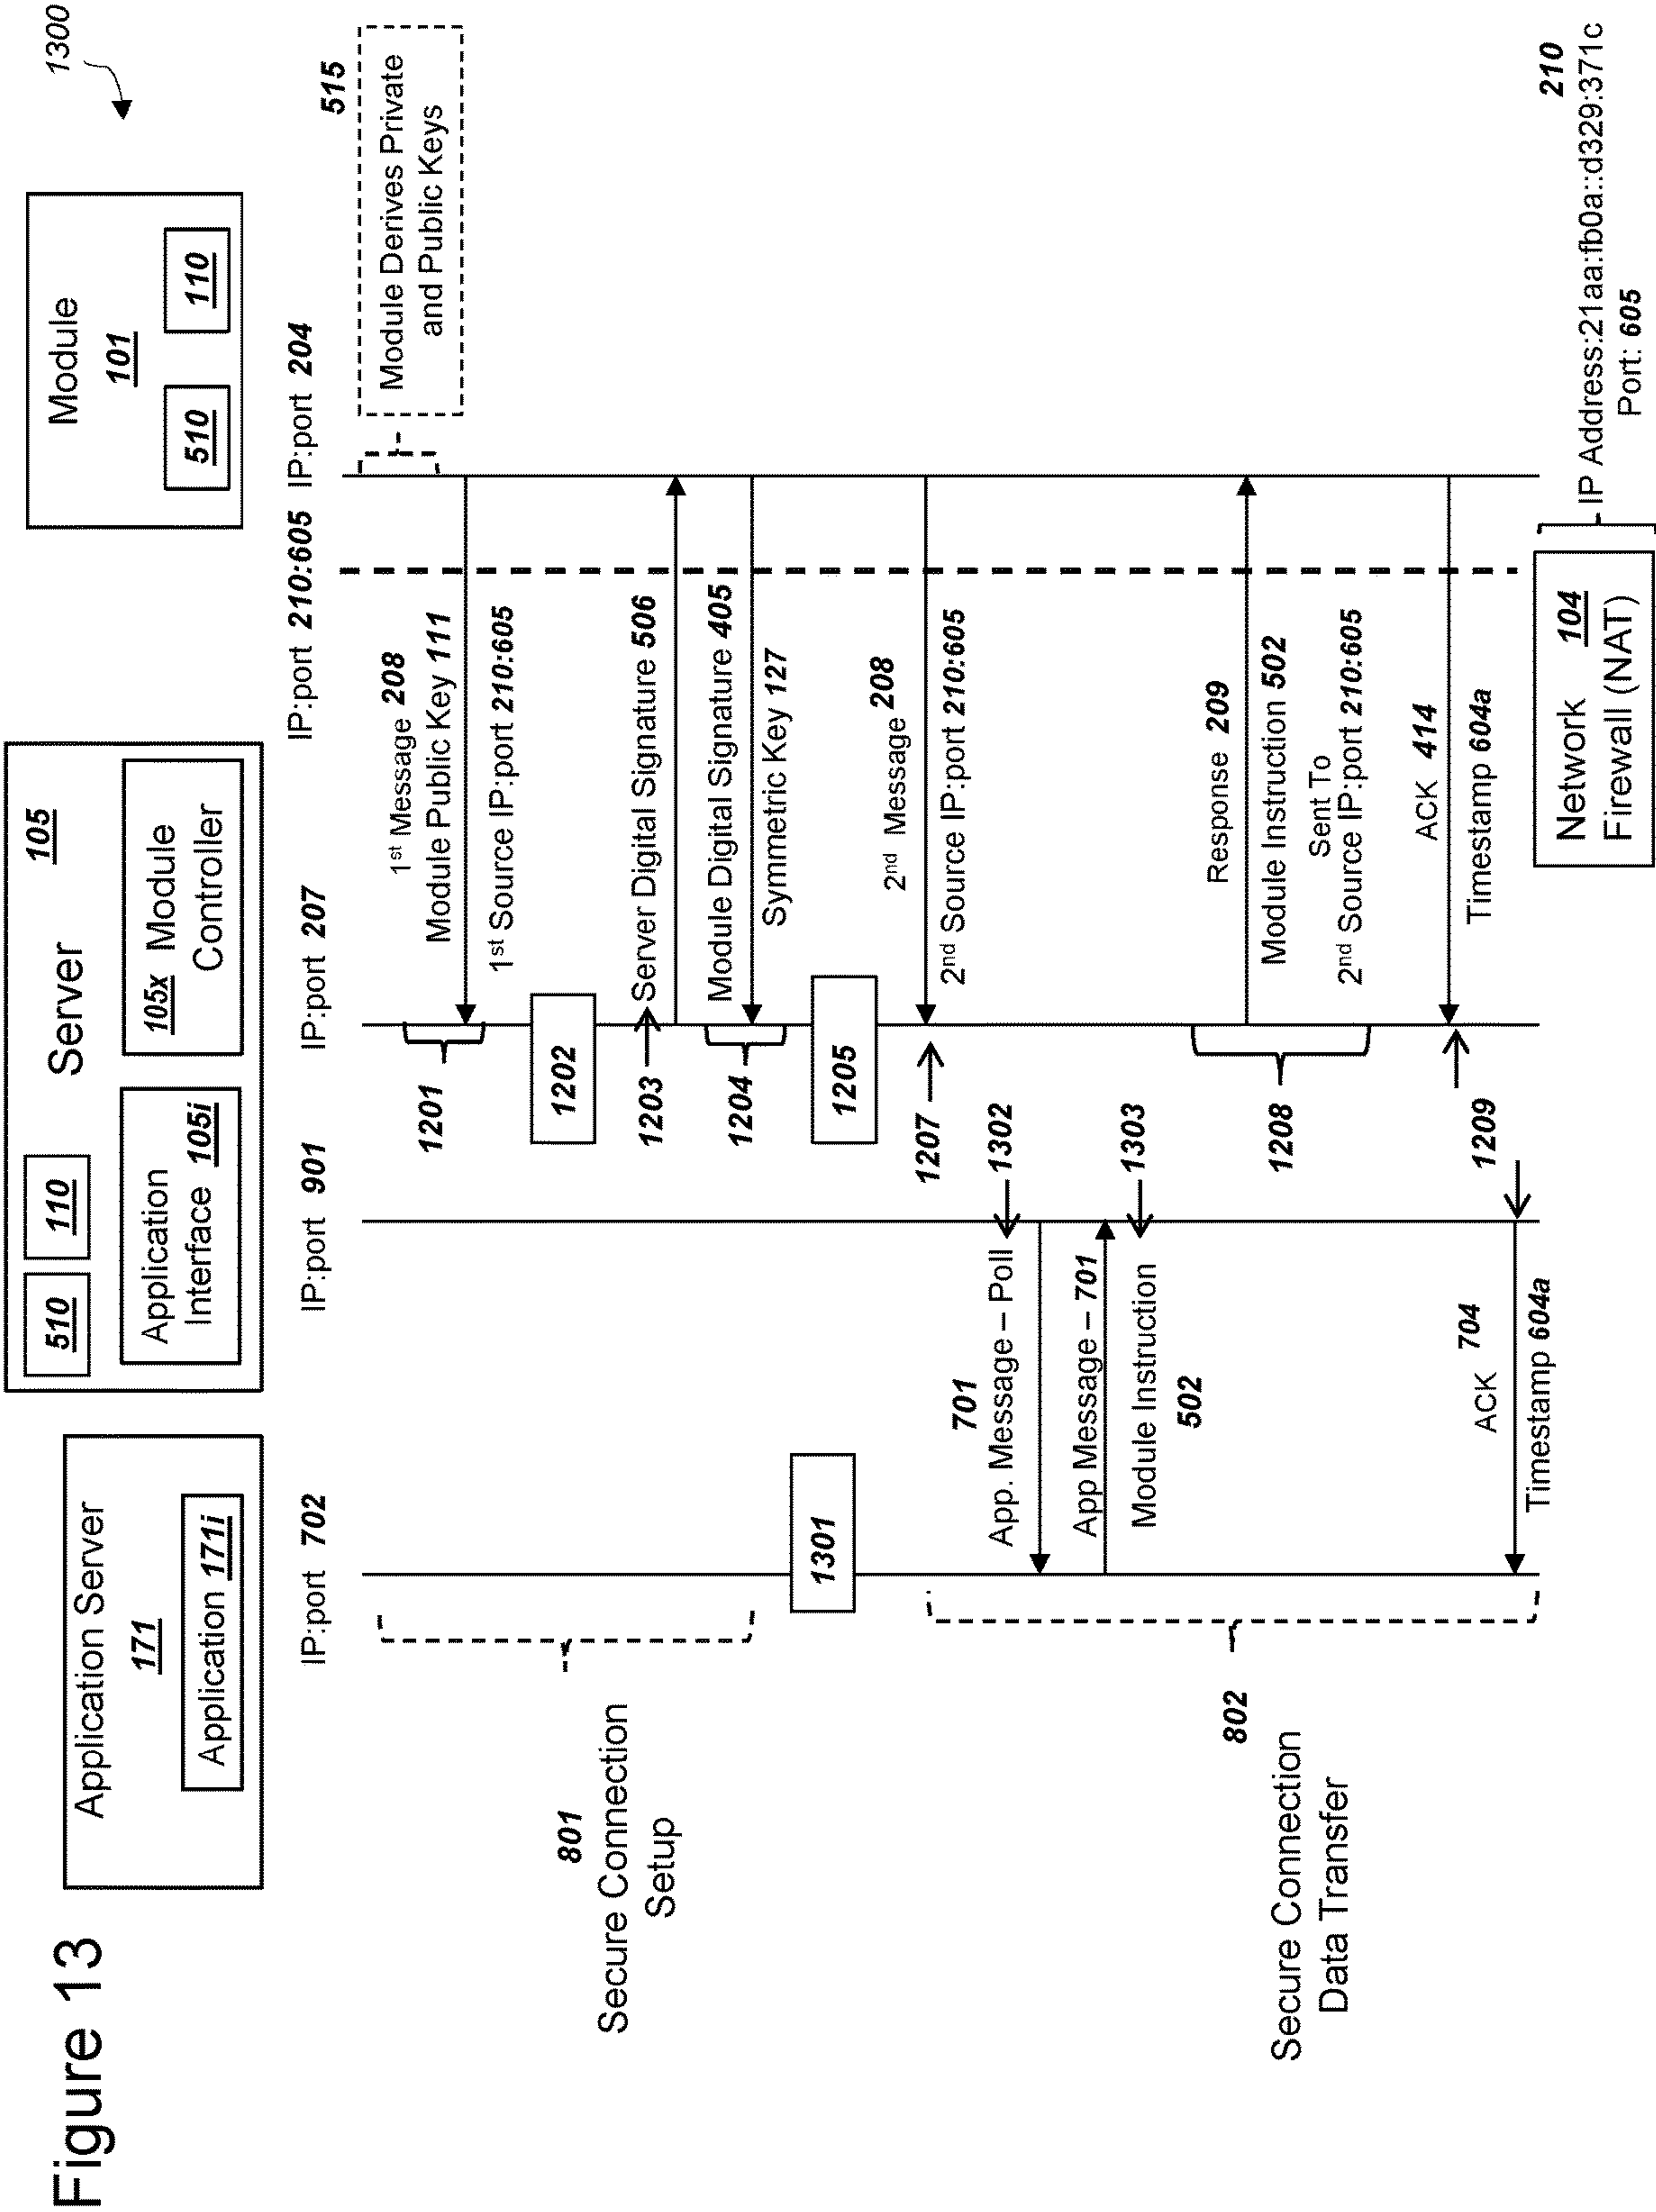 Figure 13
1300
Application Server
171
Application 171i
510
110
Server
105
Application
Interface 105i
105x Module
Controller
Module
101
510
110
IP:port 702
IP:port 901
IP:port 207
IP:port 210:605
IP:port 204
515
Module Derives Private
and Public Keys
801
Secure Connection
Setup
1201
1st Message 208
Module Public Key 111
1st Source IP:port 210:605
1202
1203
Server Digital Signature 506
1204
Module Digital Signature 405
Symmetric Key 127
1301
1205
1207
2nd Message 208
2nd Source IP:port 210:605
802
Secure Connection
Data Transfer
701
App. Message – Poll
1302
App Message – 701
1303
Module Instruction
502
1208
Response 209
Module Instruction 502
Sent To
2nd Source IP:port 210:605
1209
ACK 414
Timestamp 604a
ACK 704
Timestamp 604a
Network 104
Firewall (NAT)
210
IP Address:21aa:fb0a::d329:371c
Port: 605